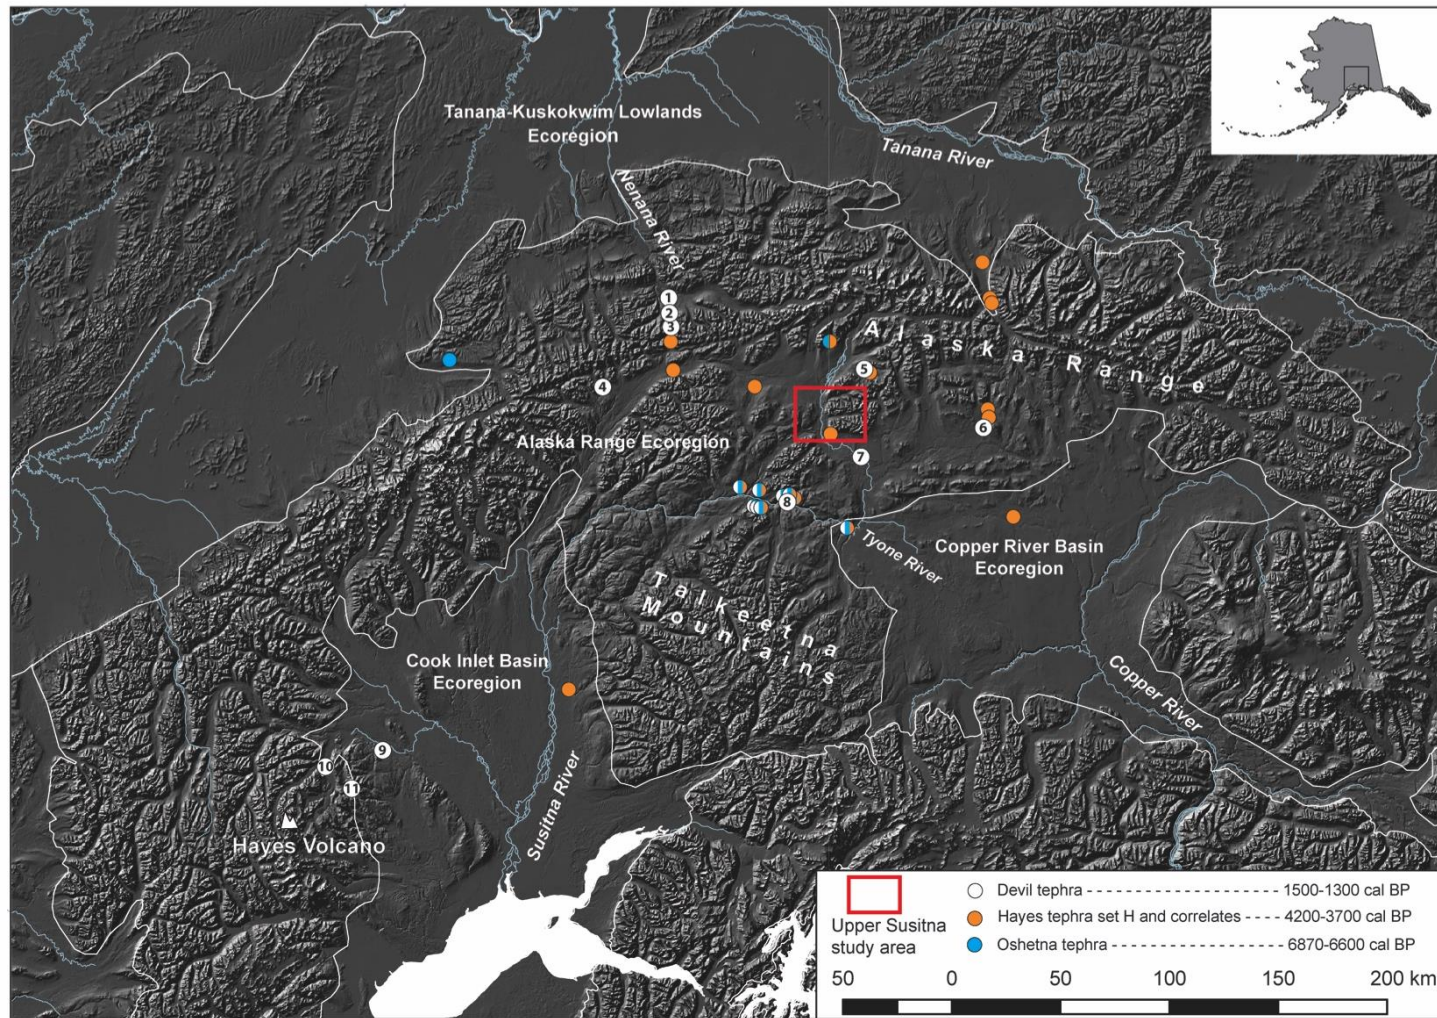 Tanana-Kuskokwim Lowlands
Ecoregion
Tanana River
Nenana River
1
2
3
Alaska Range
4
5
6
Alaska Range Ecoregion
7
8
Tyone River
Copper River Basin
Ecoregion
Talkeetna
Mountains
Cook Inlet Basin
Ecoregion
Copper River
9
10
11
Susitna River
Hayes Volcano
Upper Susitna
study area
Devil tephra - - - - - - - - - - - - - - - - - - - - - - 1500-1300 cal BP
Hayes tephra set H and correlates - - - - - 4200-3700 cal BP
Oshetna tephra - - - - - - - - - - - - - - - - - - - - 6870-6600 cal BP
50 0 50 100 150 200 km